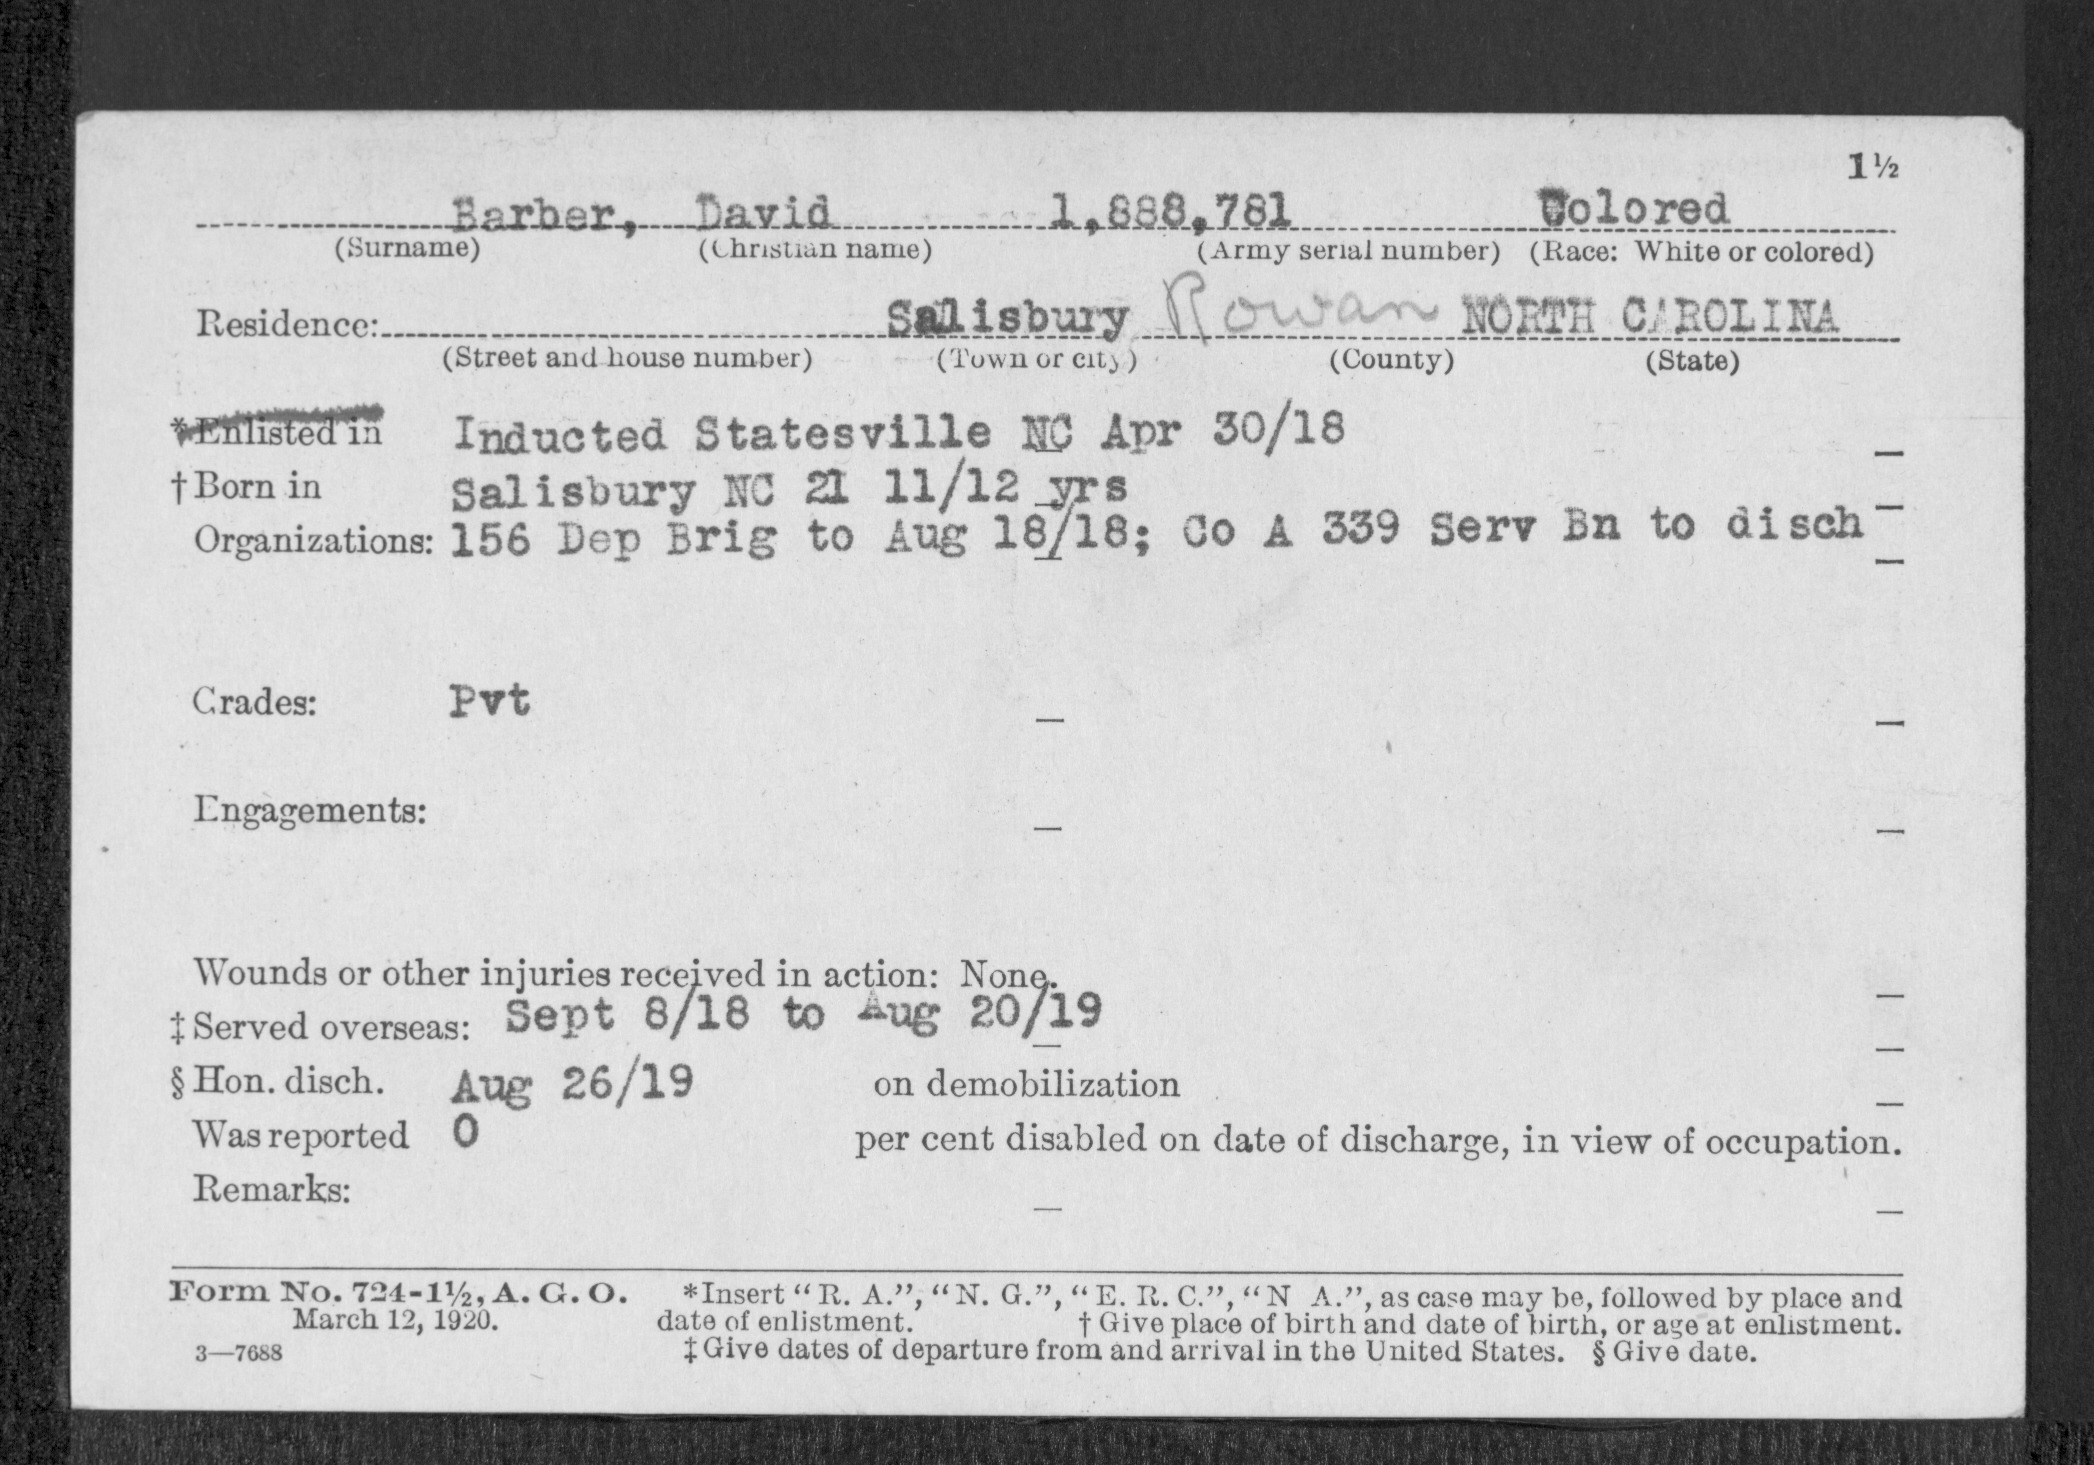 1½
Barber, David 1,888,781 Colored
(Surname) (Christian name) (Army serial number) (Race: White or colored)
Residence: Salisbury Rowan NORTH CAROLINA
(Street and house number) (Town or city) (County) (State)
*Enlisted in Inducted Statesville NC Apr 30/18
†Born in Salisbury NC 21 11/12 yrs
Organizations: 156 Dep Brig to Aug 18/18; Co A 339 Serv Bn to disch
Grades: Pvt
Engagements:
Wounds or other injuries received in action: None.
‡Served overseas: Sept 8/18 to Aug 20/19
§Hon. disch. Aug 26/19 on demobilization
Was reported 0 per cent disabled on date of discharge, in view of occupation.
Remarks:
Form No. 724-1½, A. G. O. *Insert "R. A.", "N. G.", "E. R. C.", "N A.", as case may be, followed by place and
March 12, 1920. date of enlistment. †Give place of birth and date of birth, or age at enlistment.
3—7688 ‡Give dates of departure from and arrival in the United States. §Give date.